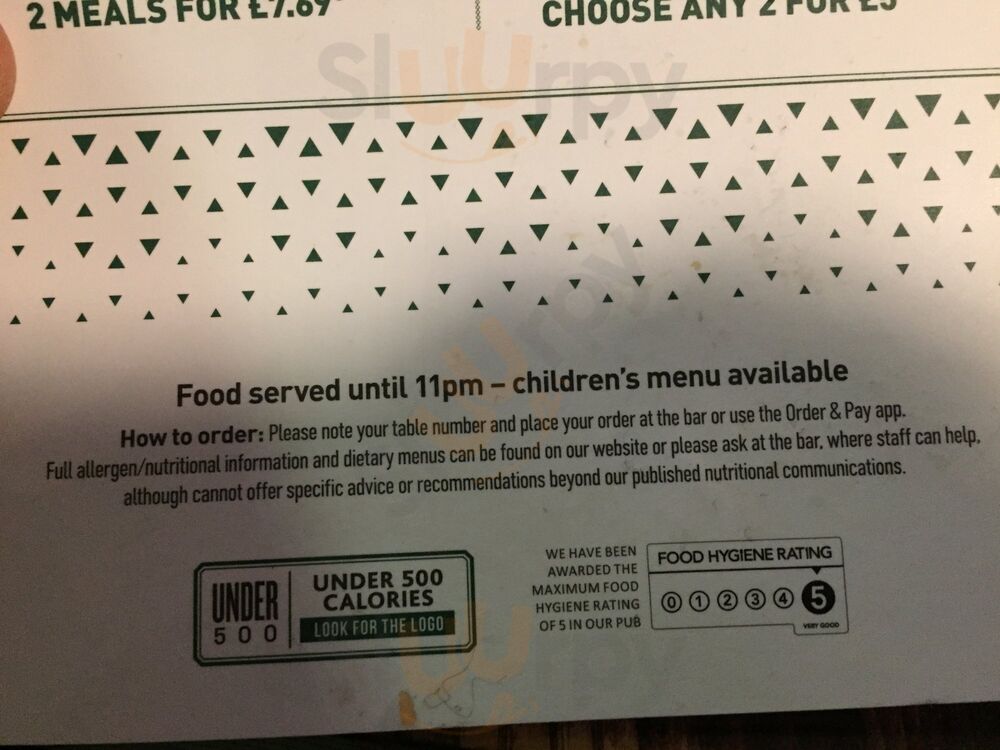 2 MEALS FOR £7.69*
CHOOSE ANY 2 FOR £5
Sluurpy
Sluurpy
Food served until 11pm – children's menu available
How to order: Please note your table number and place your order at the bar or use the Order & Pay app.
Full allergen/nutritional information and dietary menus can be found on our website or please ask at the bar, where staff can help,
although cannot offer specific advice or recommendations beyond our published nutritional communications.
UNDER
500
UNDER 500
CALORIES
LOOK FOR THE LOGO
WE HAVE BEEN
AWARDED THE
MAXIMUM FOOD
HYGIENE RATING
OF 5 IN OUR PUB
FOOD HYGIENE RATING
0 1 2 3 4 5
VERY GOOD
Sluurpy